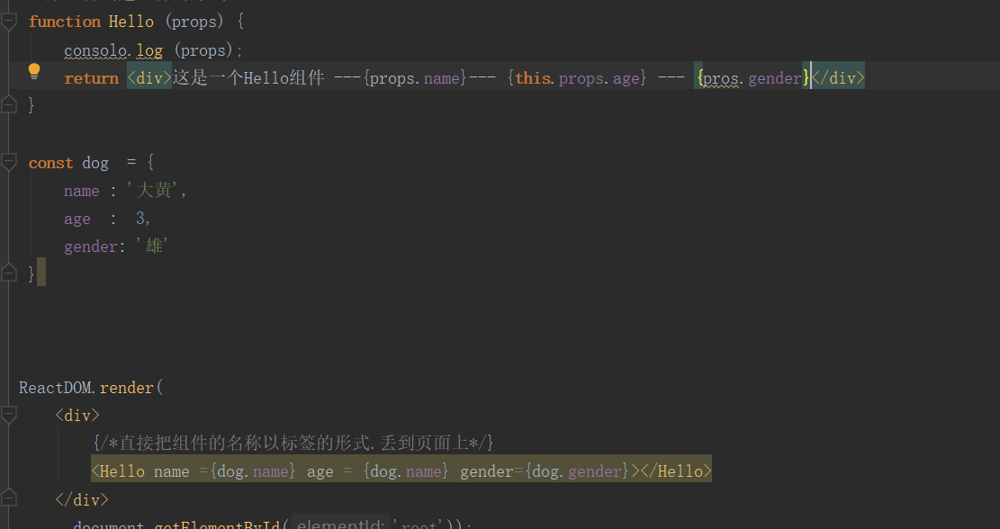 function Hello (props) {
consolo.log (props);
return <div>这是一个Hello组件 ---{props.name}--- {this.props.age} --- {pros.gender}</div>
}
const dog  = {
name : '大黄',
age  :  3,
gender: '雄'
}
ReactDOM.render(
<div>
{/*直接把组件的名称以标签的形式.丢到页面上*/}
<Hello name ={dog.name} age = {dog.name} gender={dog.gender}></Hello>
</div>
document.getElementById( elementId: 'root'));